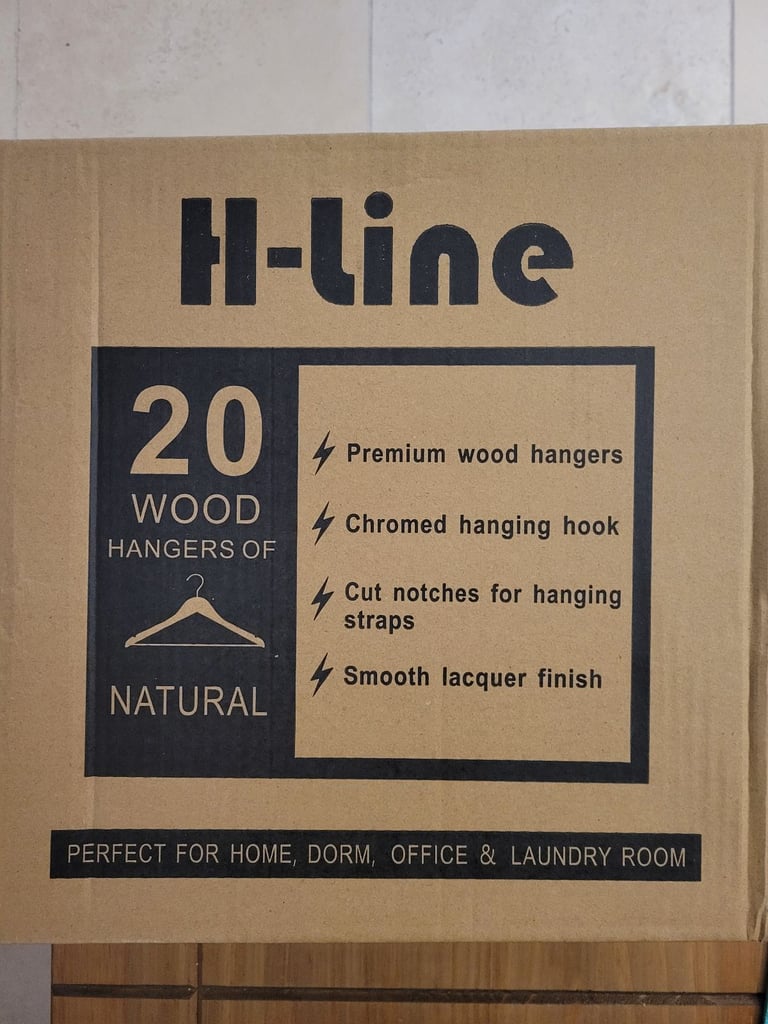 H-Line
20
WOOD
HANGERS OF
NATURAL
Premium wood hangers
Chromed hanging hook
Cut notches for hanging
straps
Smooth lacquer finish
PERFECT FOR HOME, DORM, OFFICE & LAUNDRY ROOM